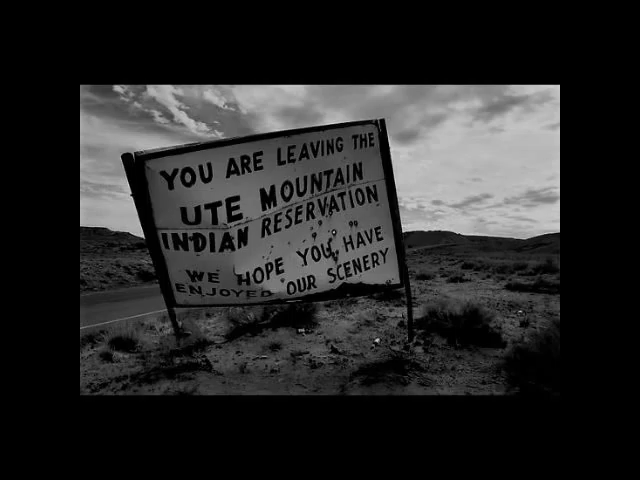 YOU ARE LEAVING THE
UTE MOUNTAIN
INDIAN RESERVATION
WE HOPE YOU HAVE
ENJOYED OUR SCENERY